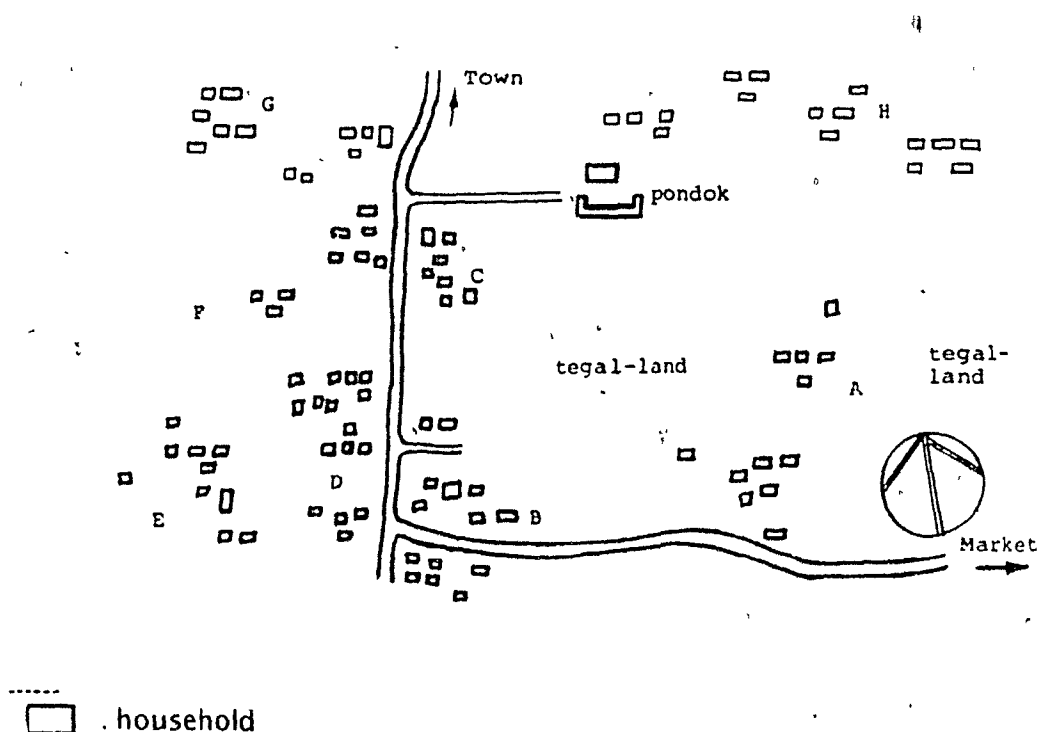 Town
G
H
pondok
C
F
tegal-land
tegal-
land
A
D
E
B
Market
. household